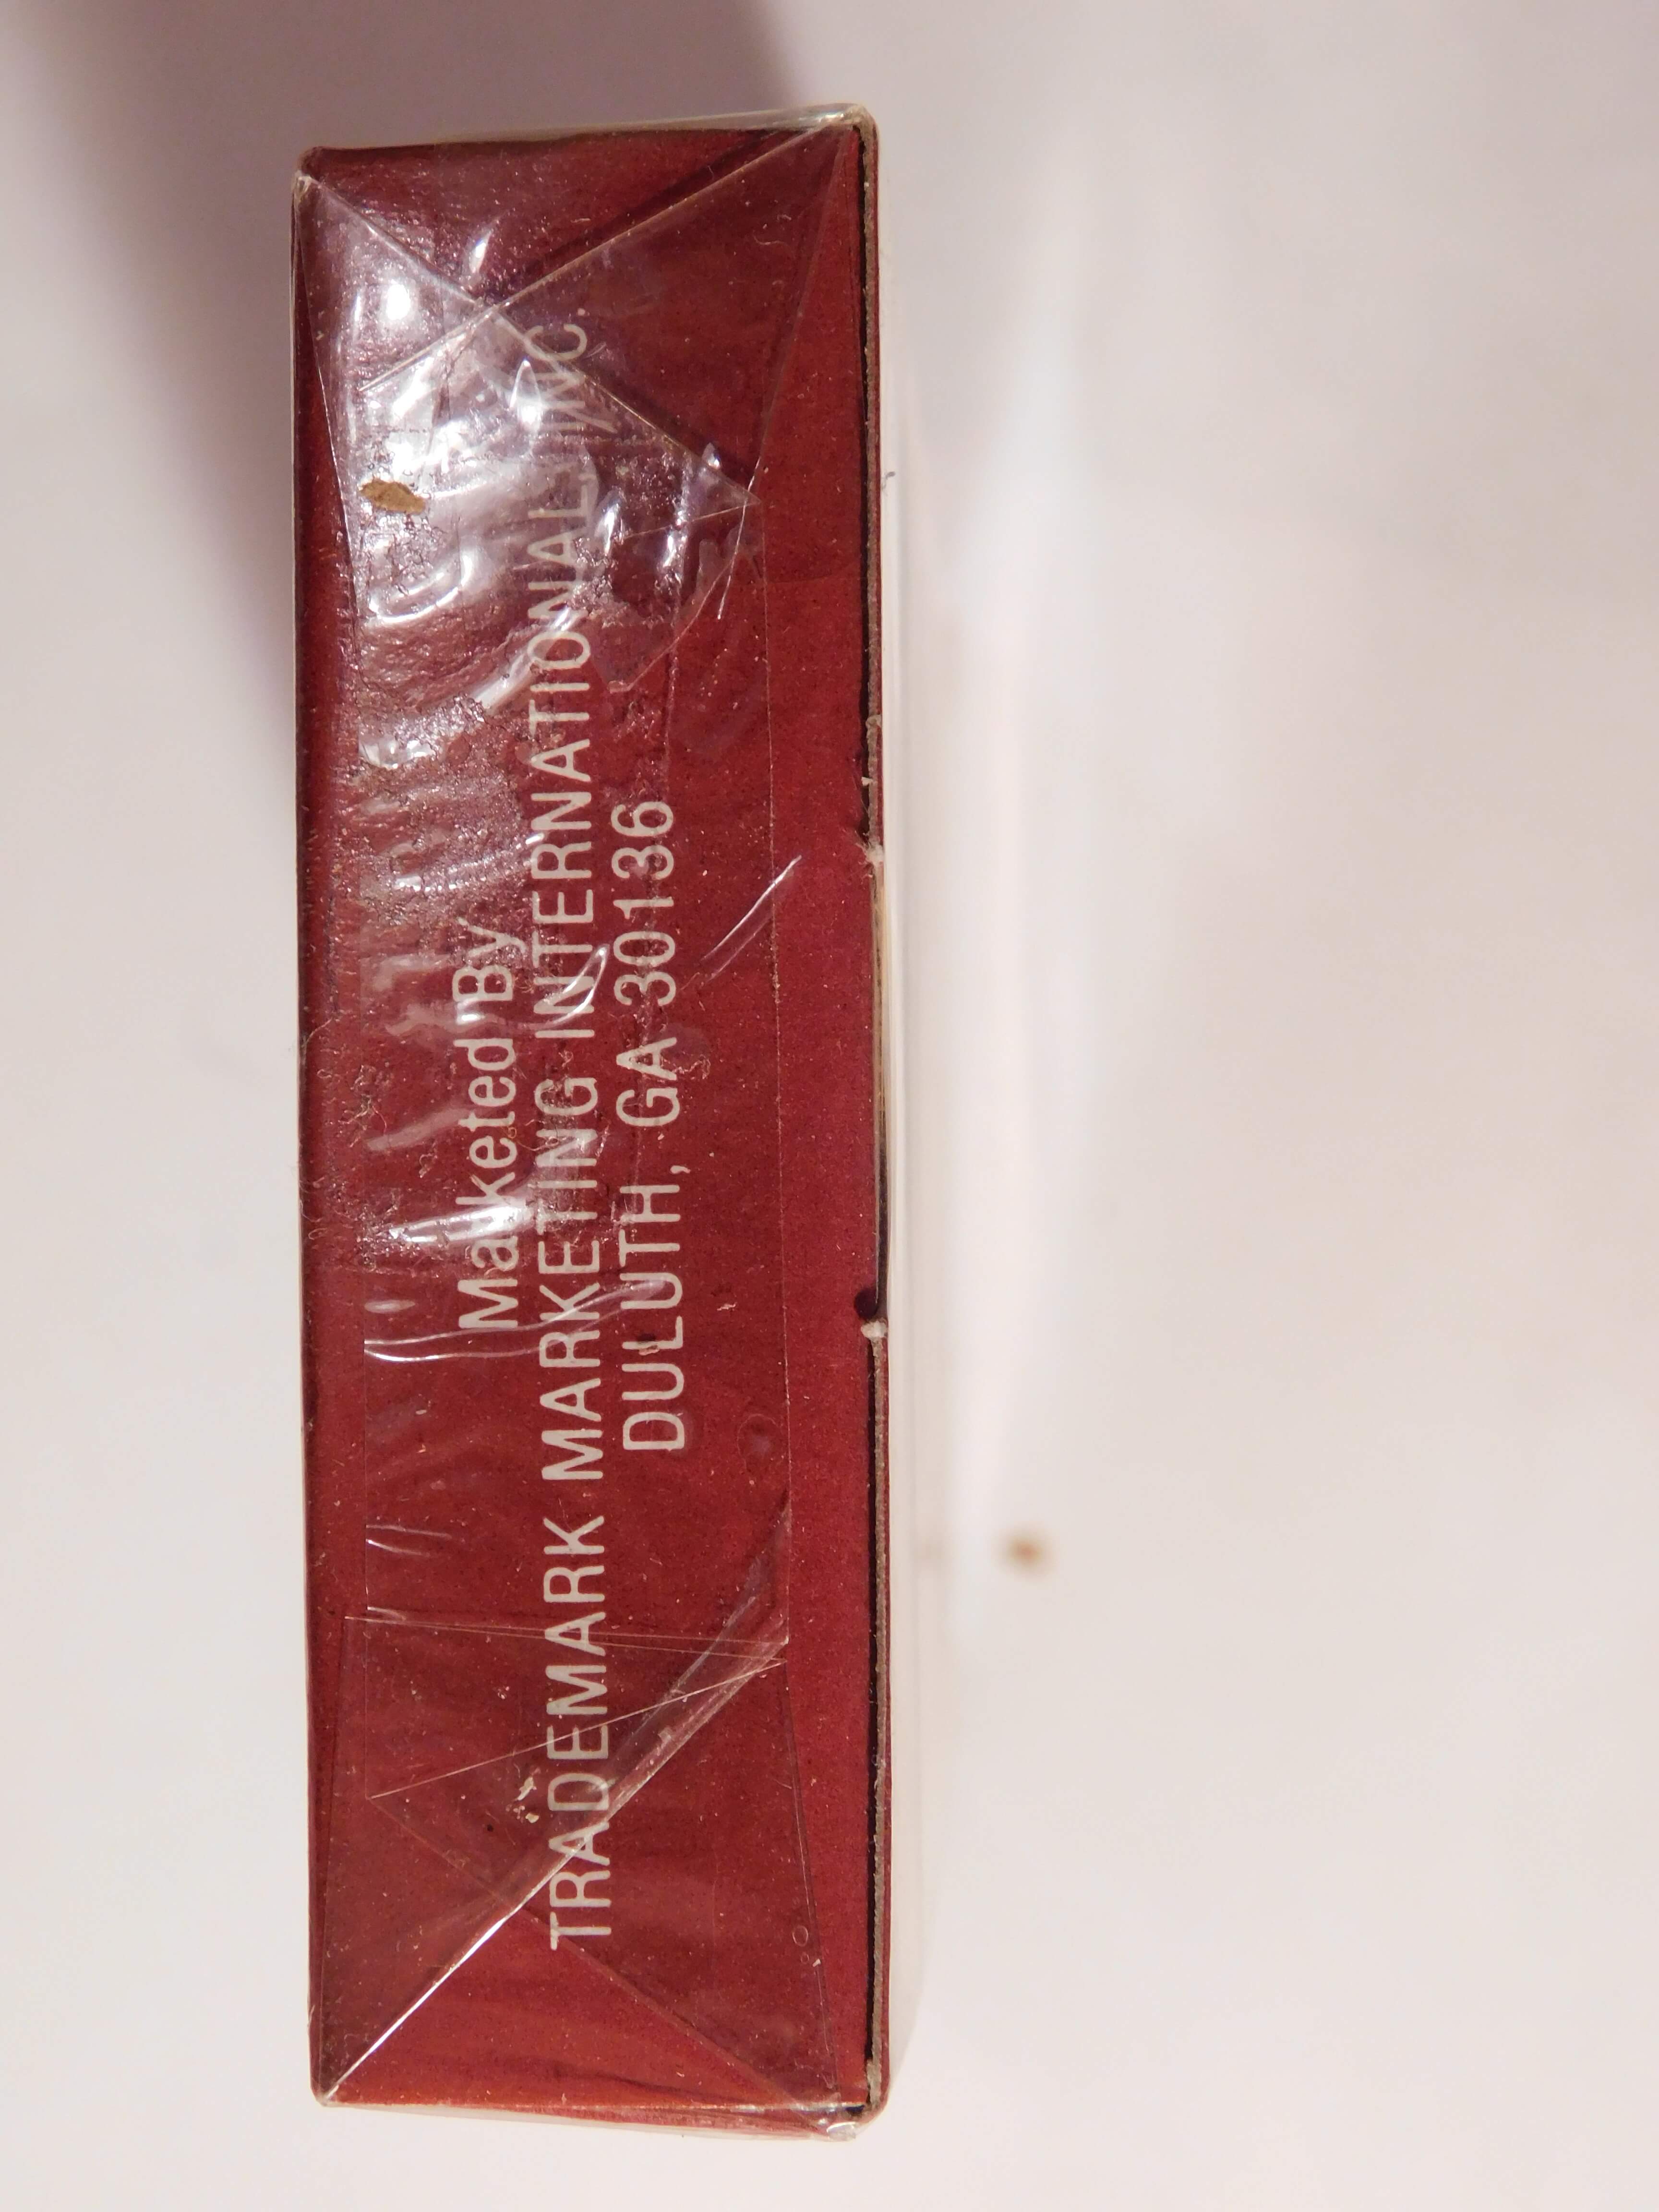 Marketed By
TRADEMARK MARKETING INTERNATIONAL, INC.
DULUTH, GA 30136